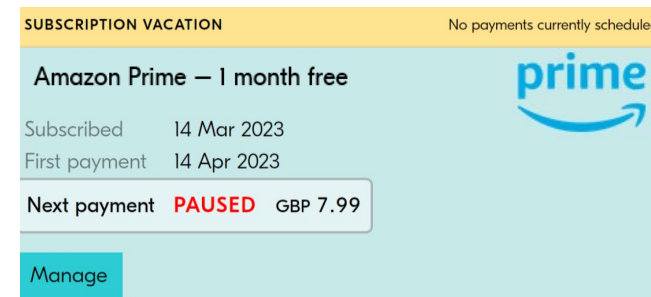 SUBSCRIPTION VACATION No payments currently schedule
Amazon Prime – 1 month free prime
Subscribed 14 Mar 2023
First payment 14 Apr 2023
Next payment PAUSED GBP 7.99
Manage